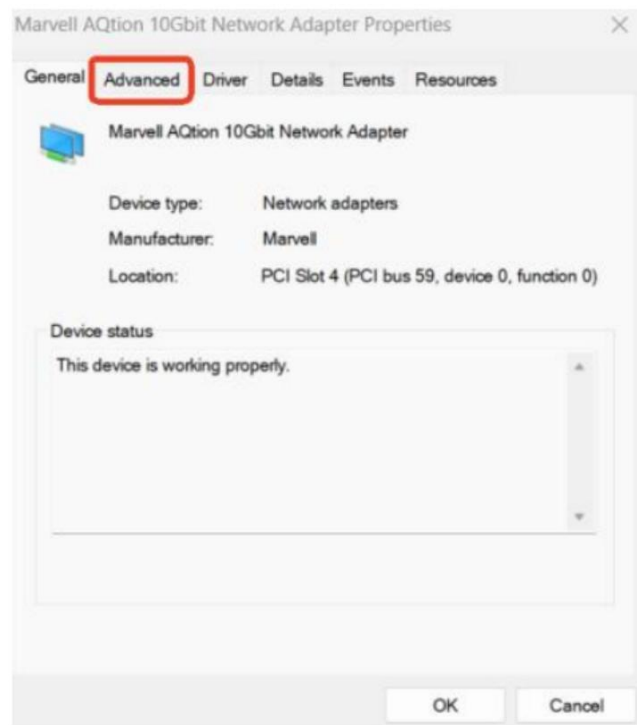 Marvell AQtion 10Gbit Network Adapter Properties
General Advanced Driver Details Events Resources
Marvell AQtion 10Gbit Network Adapter
Device type: Network adapters
Manufacturer: Marvell
Location: PCI Slot 4 (PCI bus 59, device 0, function 0)
Device status
This device is working properly.
OK Cancel